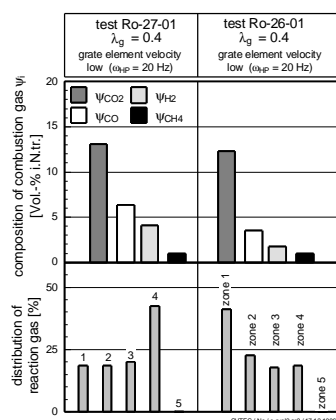 test Ro-27-01
λg = 0.4
grate element velocity
low (ωHP = 20 Hz)
test Ro-26-01
λg = 0.4
grate element velocity
low (ωHP = 20 Hz)
composition of combustion gas ψi
[Vol.-% i.N.tr.]
20
15
10
5
0
ψCO2
ψH2
ψCO
ψCH4
distribution of
reaction gas [%]
50
25
0
1
2
3
4
5
zone 1
zone 2
zone 3
zone 4
zone 5